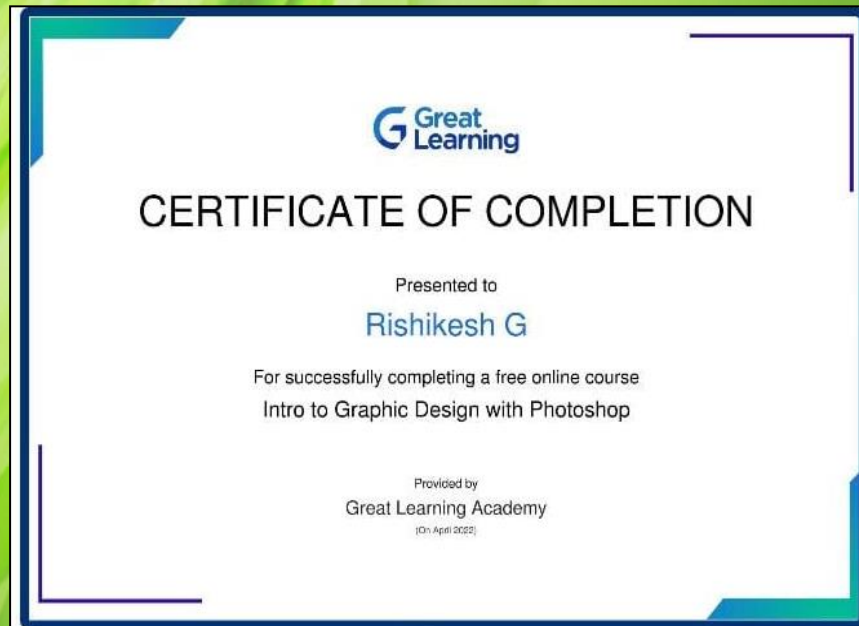 Great
Learning
CERTIFICATE OF COMPLETION
Presented to
Rishikesh G
For successfully completing a free online course
Intro to Graphic Design with Photoshop
Provided by
Great Learning Academy
(On April 2022)